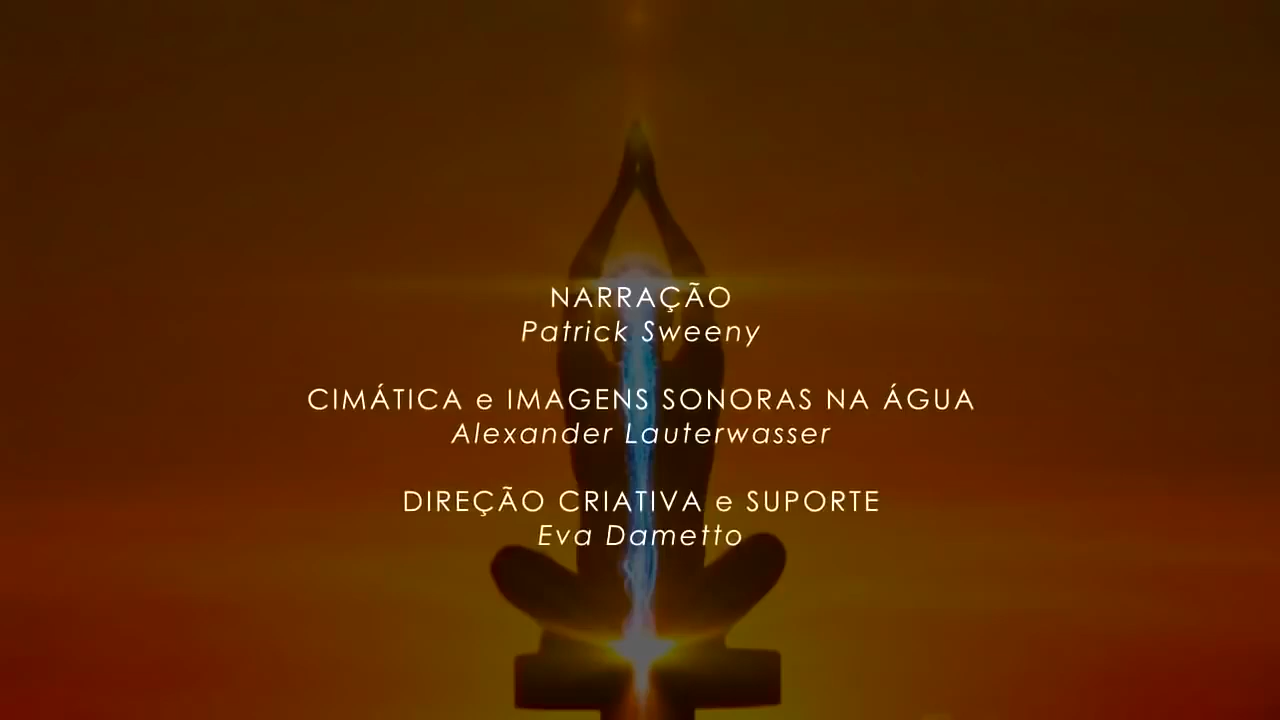 NARRAÇÃO
Patrick Sweeny
CIMÁTICA e IMAGENS SONORAS NA ÁGUA
Alexander Lauterwasser
DIREÇÃO CRIATIVA e SUPORTE
Eva Dametto